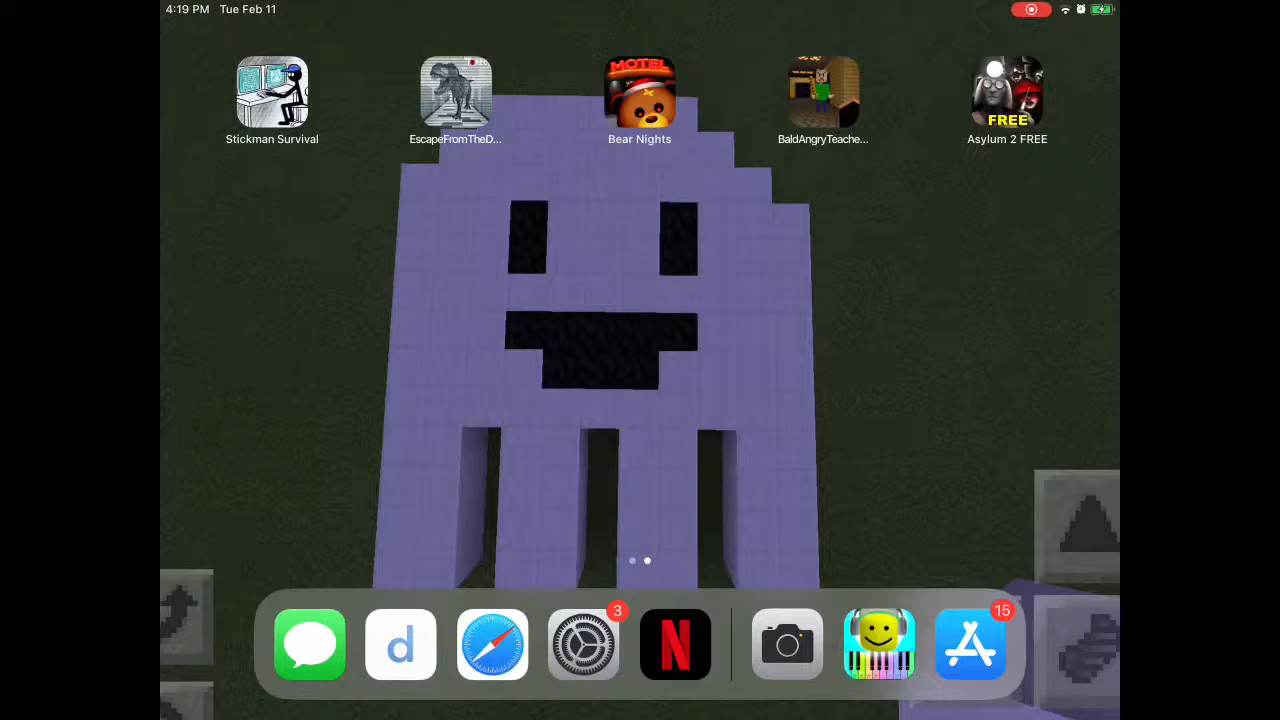 4:19 PM Tue Feb 11
MOTEL
FREE
Stickman Survival
EscapeFromTheD...
Bear Nights
BaldAngryTeache...
Asylum 2 FREE
3
15
d
N